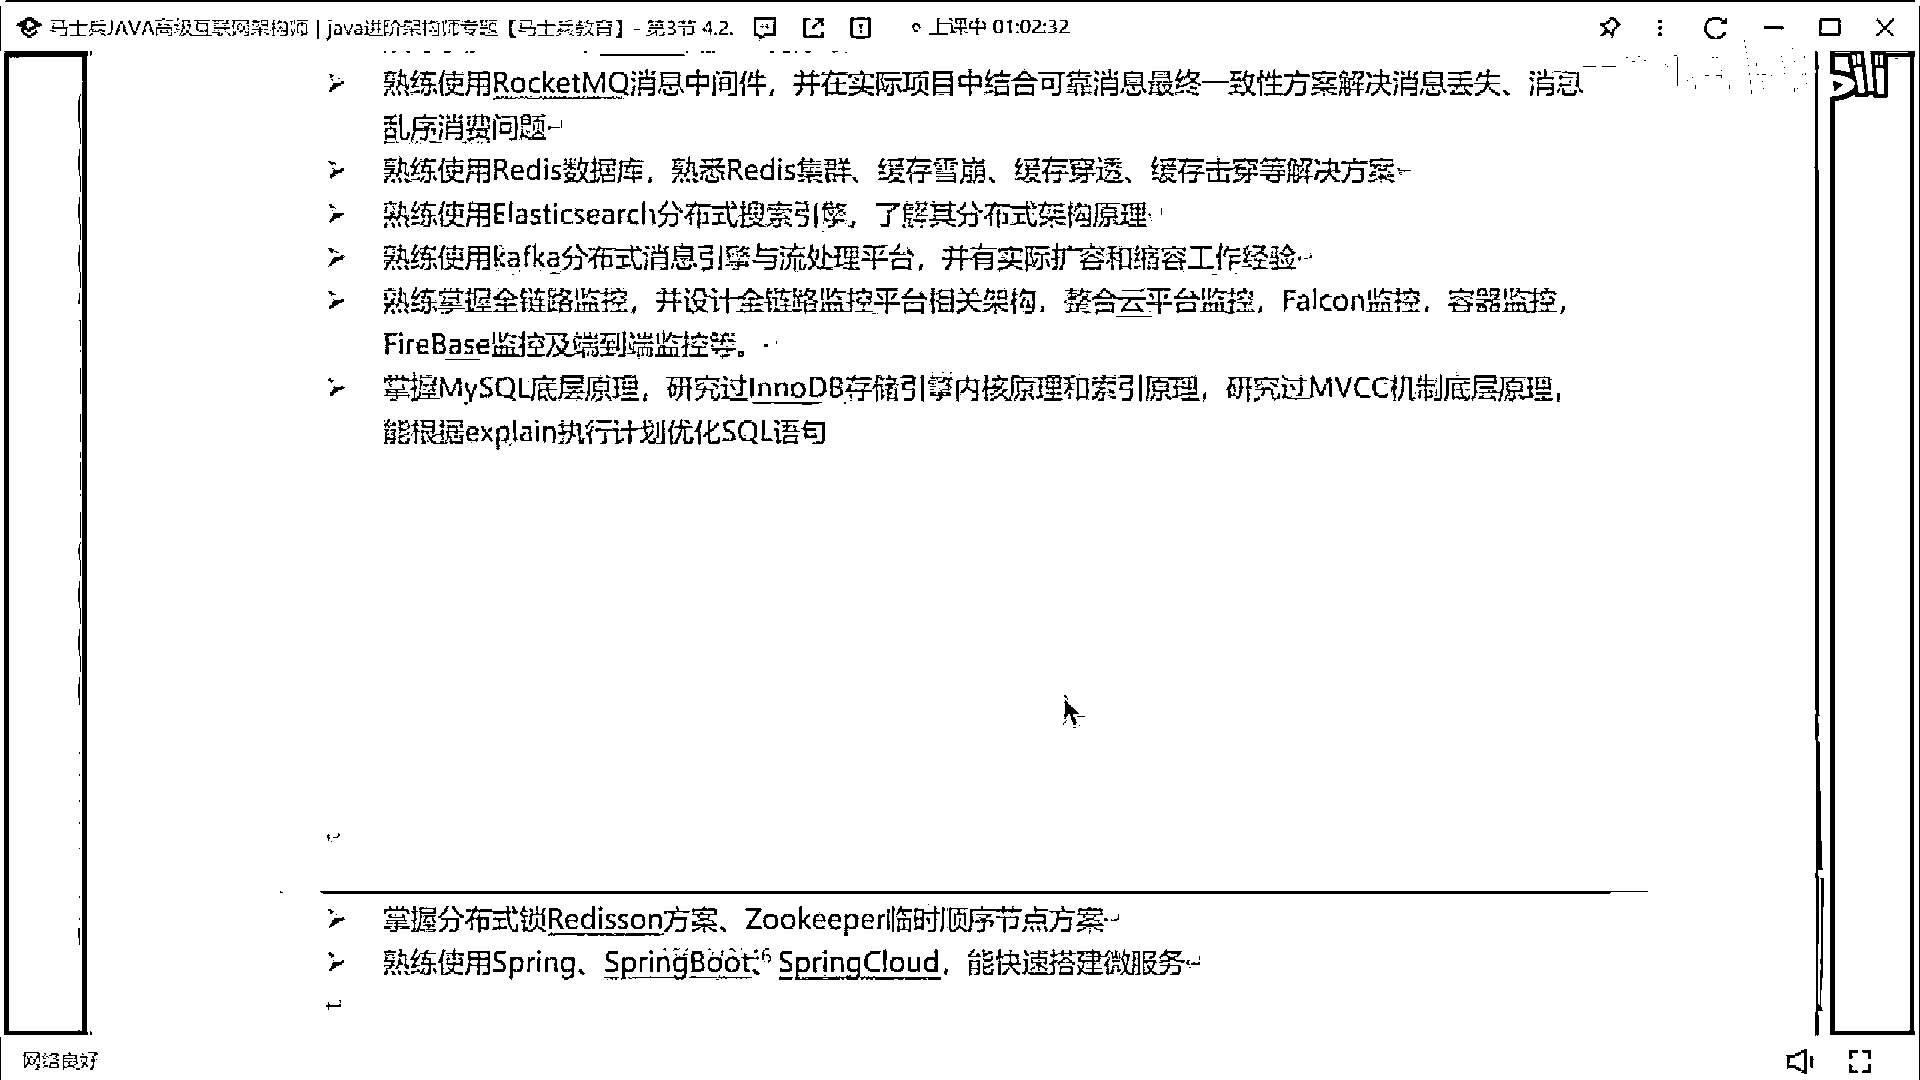 马士兵JAVA高级互联网架构师 | java进阶架构师专题【马士兵教育】- 第3节 4.2. 上课中 01:02:32
熟练使用RocketMQ消息中间件，并在实际项目中结合可靠消息最终一致性方案解决消息丢失、消息
乱序消费问题
熟练使用Redis数据库，熟悉Redis集群、缓存雪崩、缓存穿透、缓存击穿等解决方案
熟练使用Elasticsearch分布式搜索引擎，了解其分布式架构原理
熟练使用kafka分布式消息引擎与流处理平台，并有实际扩容和缩容工作经验
熟练掌握全链路监控，并设计全链路监控平台相关架构，整合云平台监控，Falcon监控，容器监控，
FireBase监控及端到端监控等。
掌握MySQL底层原理，研究过InnoDB存储引擎内核原理和索引原理，研究过MVCC机制底层原理，
能根据explain执行计划优化SQL语句
掌握分布式锁Redisson方案、Zookeeper临时顺序节点方案
熟练使用Spring、SpringBoot、SpringCloud，能快速搭建微服务
网络良好